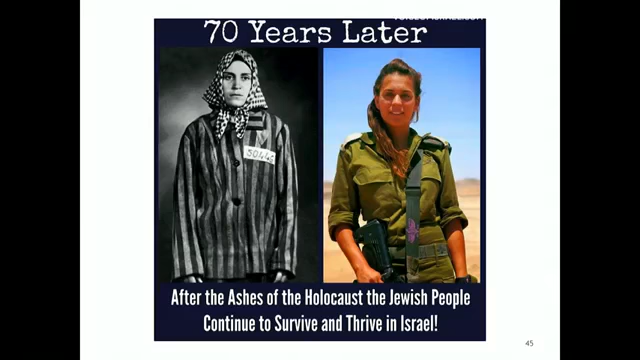 70 Years Later
After the Ashes of the Holocaust the Jewish People
Continue to Survive and Thrive in Israel!
45